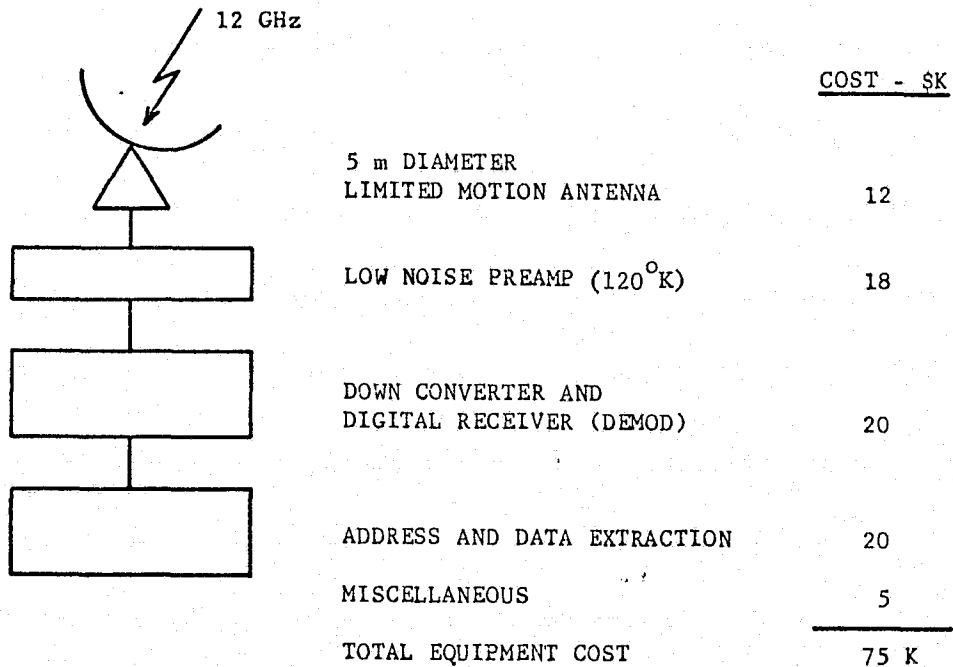 12 GHz
COST - $K
5 m DIAMETER
LIMITED MOTION ANTENNA 12
LOW NOISE PREAMP (120°K) 18
DOWN CONVERTER AND
DIGITAL RECEIVER (DEMOD) 20
ADDRESS AND DATA EXTRACTION 20
MISCELLANEOUS 5
TOTAL EQUIPMENT COST 75 K